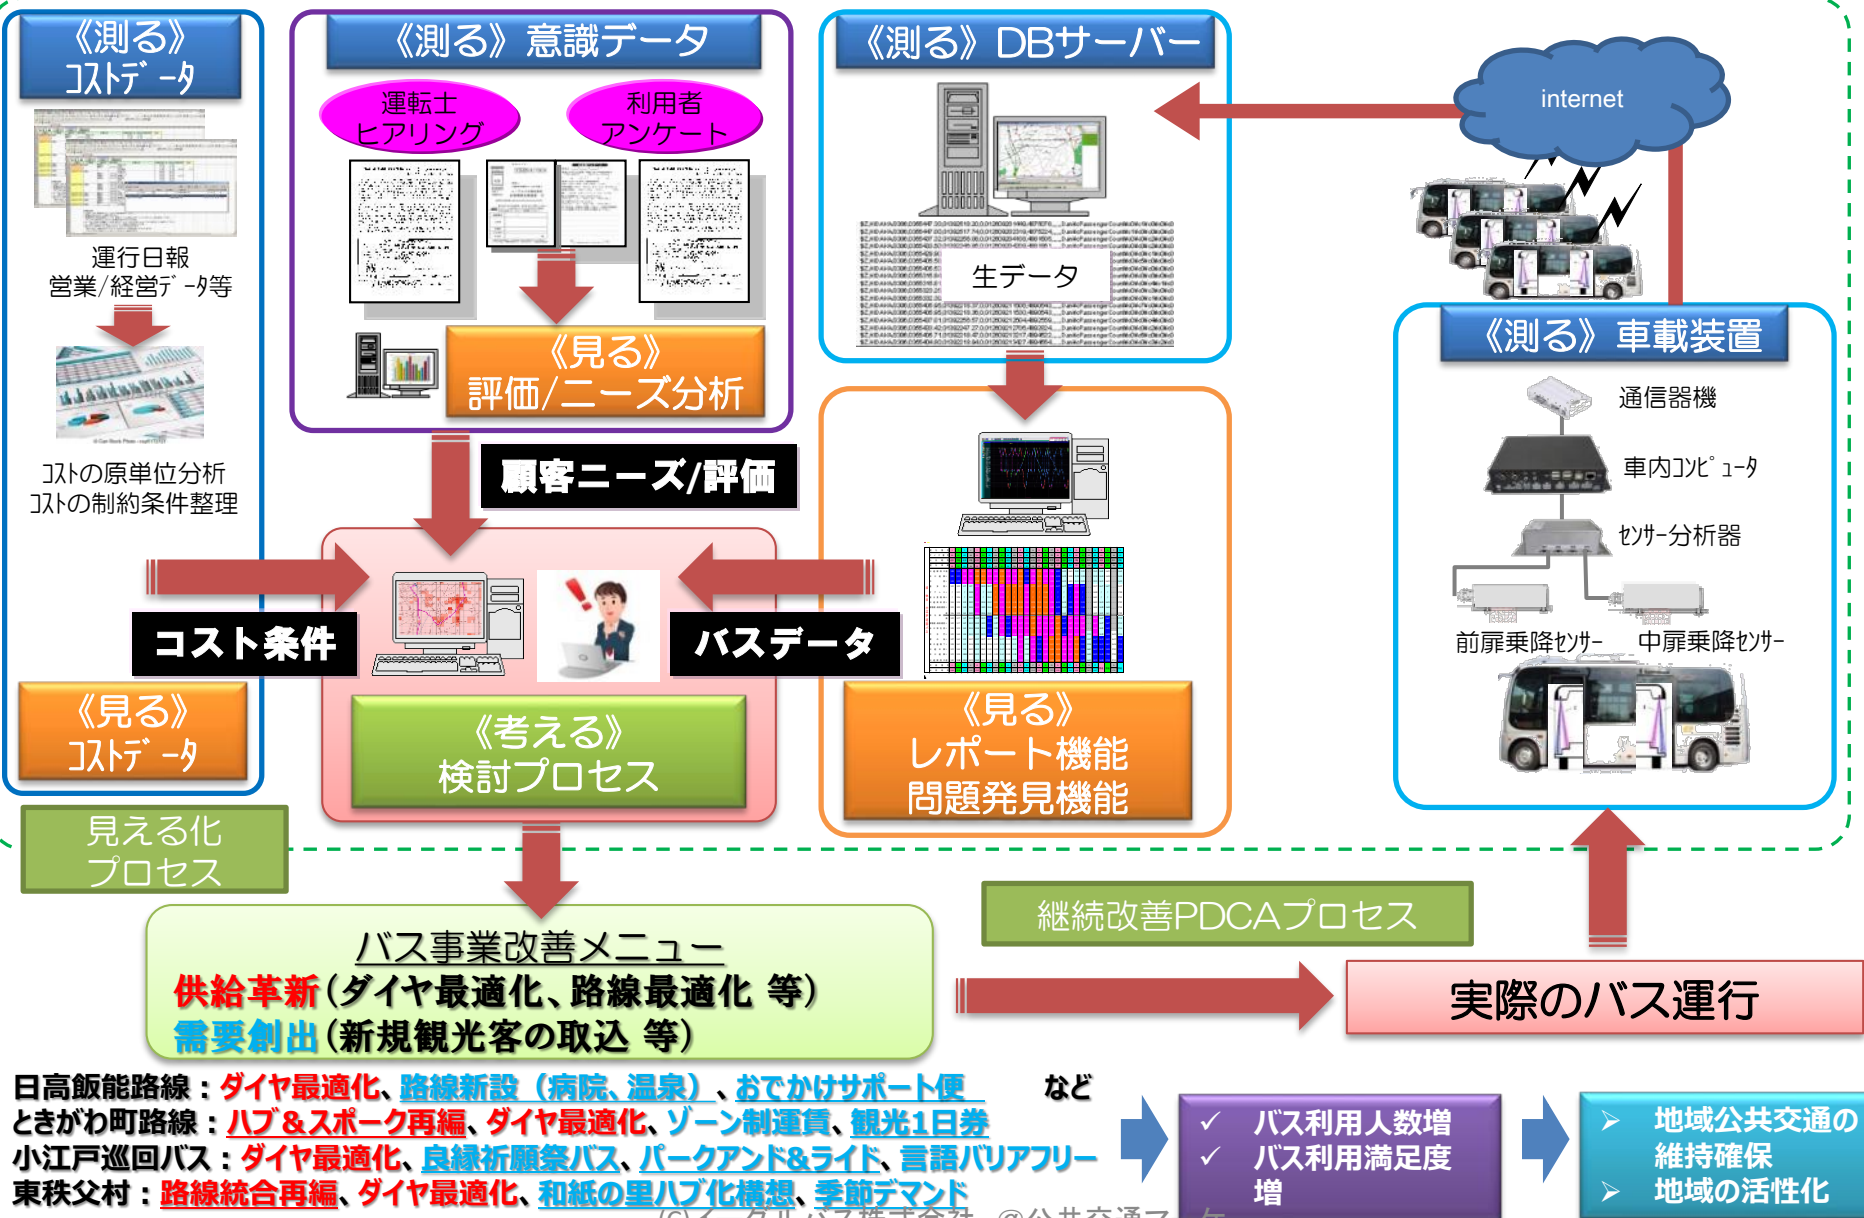 《測る》
コストデータ
運行日報
営業/経営データ等
コストの原単位分析
コストの制約条件整理
《見る》
コストデータ
《測る》意識データ
運転士
ヒアリング
利用者
アンケート
《見る》
評価/ニーズ分析
顧客ニーズ/評価
コスト条件
バスデータ
《考える》
検討プロセス
《測る》DBサーバー
生データ
《見る》
レポート機能
問題発見機能
internet
《測る》車載装置
通信器機
車内コンピュータ
センサー分析器
前扉乗降センサー
中扉乗降センサー
見える化
プロセス
継続改善PDCAプロセス
バス事業改善メニュー
供給革新(ダイヤ最適化、路線最適化 等)
需要創出(新規観光客の取込 等)
実際のバス運行
日高飯能路線：ダイヤ最適化、路線新設（病院、温泉）、おでかけサポート便 など
ときがわ町路線：ハブ＆スポーク再編、ダイヤ最適化、ゾーン制運賃、観光1日券
小江戸巡回バス：ダイヤ最適化、良縁祈願祭バス、パークアンド&ライド、言語バリアフリー
東秩父村：路線統合再編、ダイヤ最適化、和紙の里ハブ化構想、季節デマンド
✓ バス利用人数増
✓ バス利用満足度
増
➢ 地域公共交通の
維持確保
➢ 地域の活性化
(C)イーグルバス株式会社 @公共交通マーケ